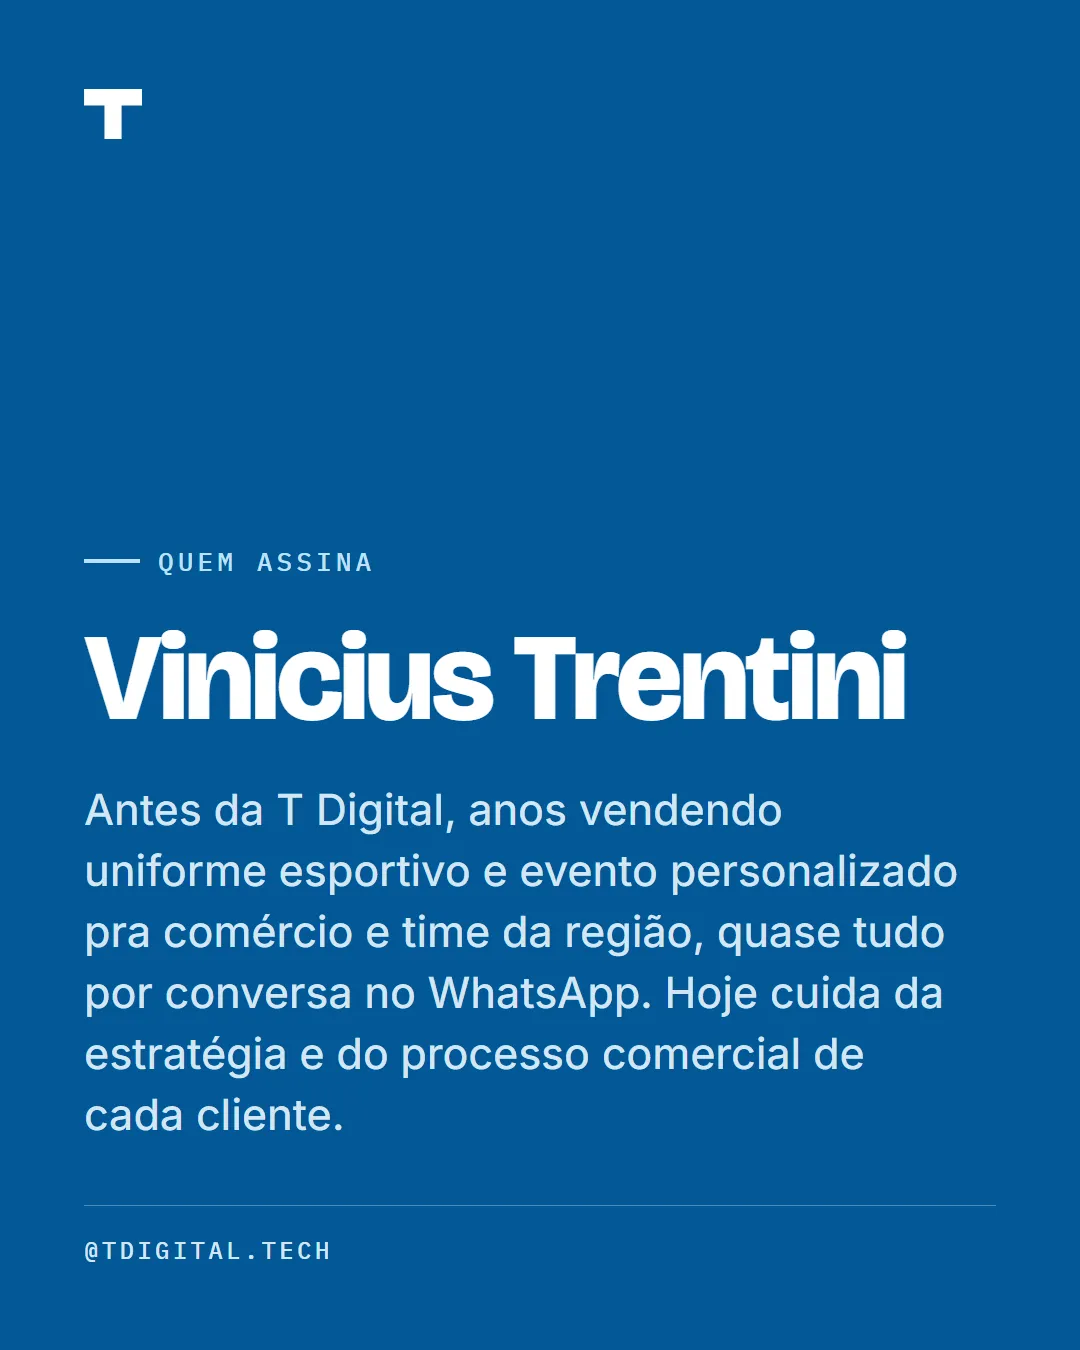 T
QUEM ASSINA
Vinicius Trentini
Antes da T Digital, anos vendendo
uniforme esportivo e evento personalizado
pra comércio e time da região, quase tudo
por conversa no WhatsApp. Hoje cuida da
estratégia e do processo comercial de
cada cliente.
@TDIGITAL.TECH